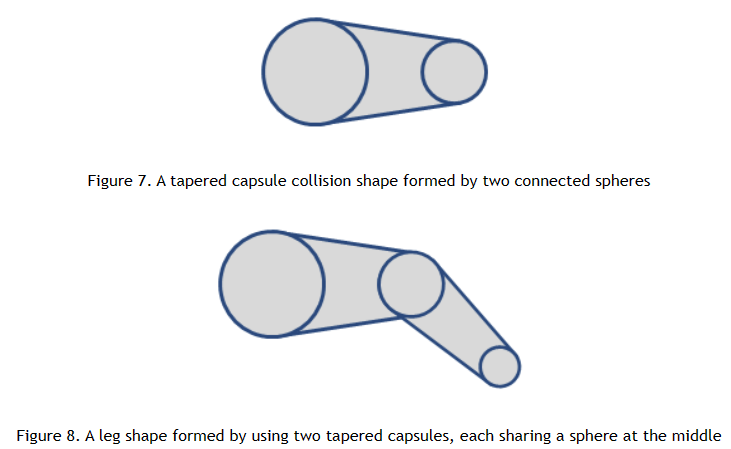 Figure 7. A tapered capsule collision shape formed by two connected spheres
Figure 8. A leg shape formed by using two tapered capsules, each sharing a sphere at the middle